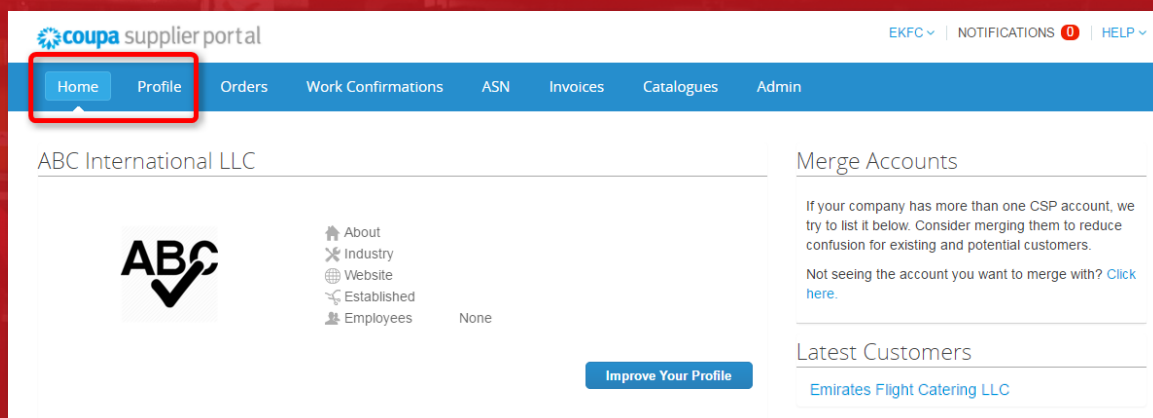 coupa supplier portal
EKFC
NOTIFICATIONS 0
HELP
Home Profile Orders Work Confirmations ASN Invoices Catalogues Admin
ABC International LLC
ABC
About
Industry
Website
Established
Employees None
Improve Your Profile
Merge Accounts
If your company has more than one CSP account, we
try to list it below. Consider merging them to reduce
confusion for existing and potential customers.
Not seeing the account you want to merge with? Click
here.
Latest Customers
Emirates Flight Catering LLC